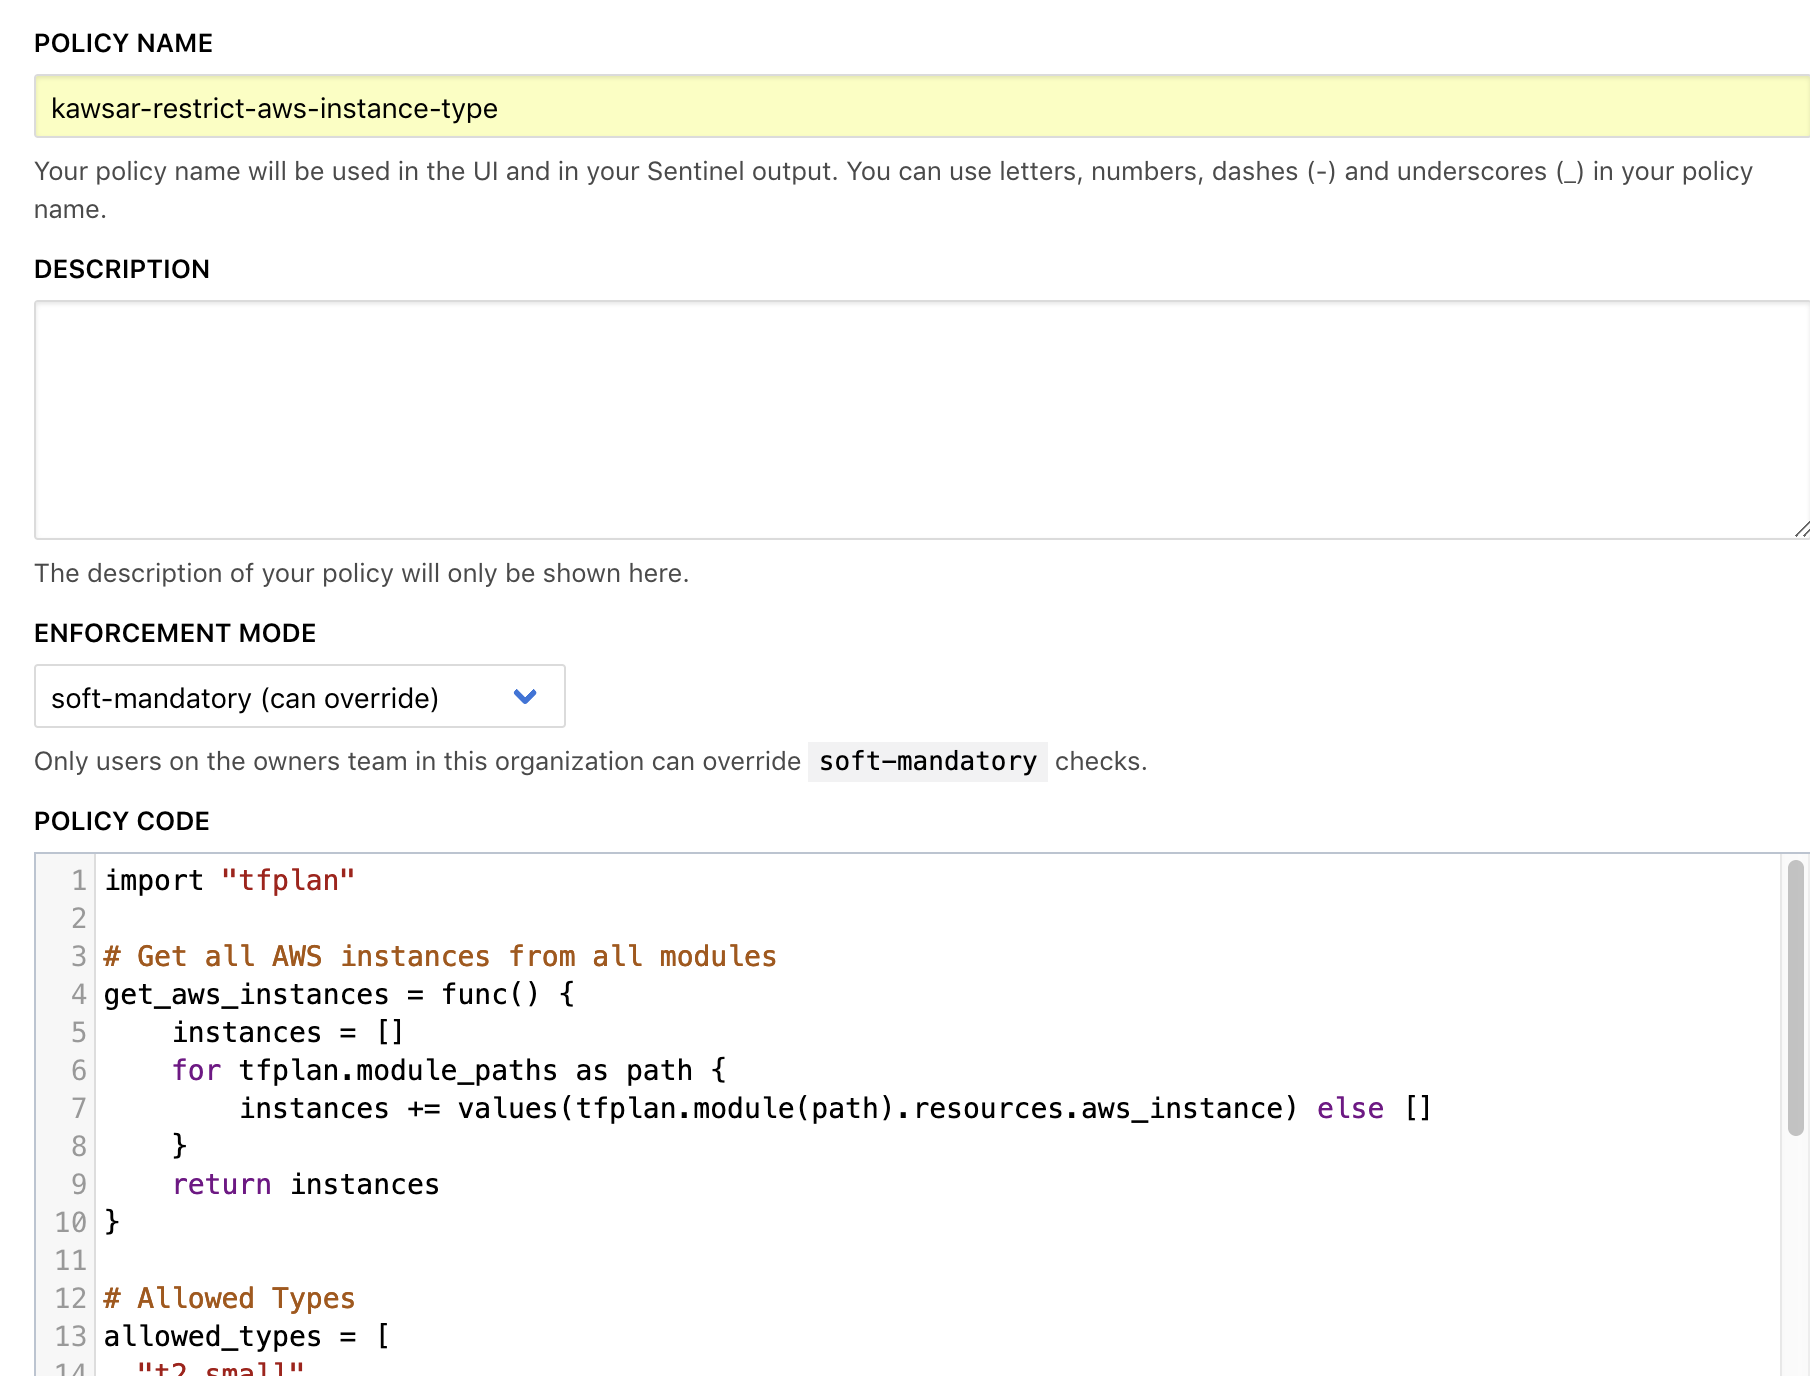 POLICY NAME
kawsar-restrict-aws-instance-type
Your policy name will be used in the UI and in your Sentinel output. You can use letters, numbers, dashes (-) and underscores (_) in your policy
name.
DESCRIPTION
The description of your policy will only be shown here.
ENFORCEMENT MODE
soft-mandatory (can override)
Only users on the owners team in this organization can override soft-mandatory checks.
POLICY CODE
1 import "tfplan"
2
3 # Get all AWS instances from all modules
4 get_aws_instances = func() {
5     instances = []
6     for tfplan.module_paths as path {
7         instances += values(tfplan.module(path).resources.aws_instance) else []
8     }
9     return instances
10 }
11
12 # Allowed Types
13 allowed_types = [
14   "t2.small"